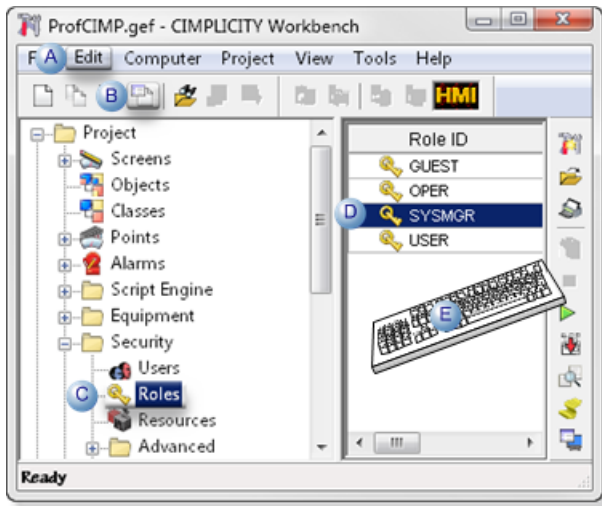 ProfCIMP.gef - CIMPLICITY Workbench
F A Edit Computer Project View Tools Help
B HMI
Project
Screens
Objects
Classes
Points
Alarms
Script Engine
Equipment
Security
Users
C Roles
Resources
Advanced
Role ID
GUEST
OPER
D SYSMGR
USER
E
Ready